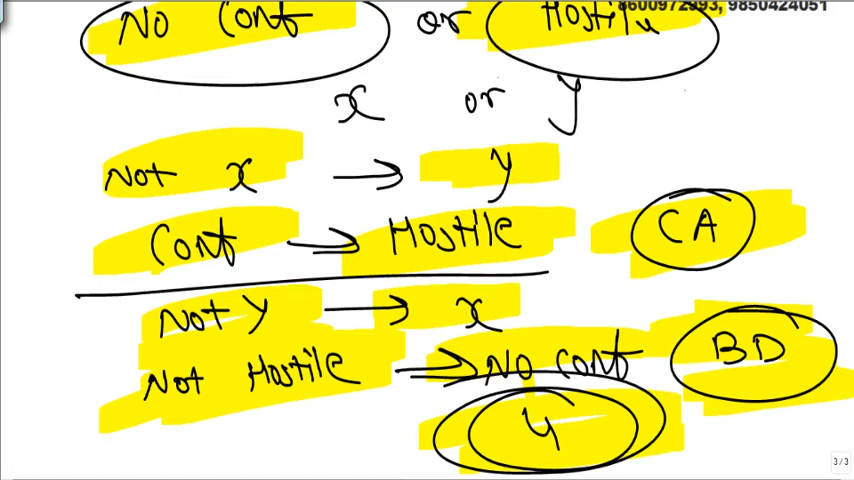 8600972993, 9850424051
No Conf or Hostile
x or y
Not x → y
Conf → Hostile CA
Not y → x
Not Hostile → No Conf BD
4
3/3